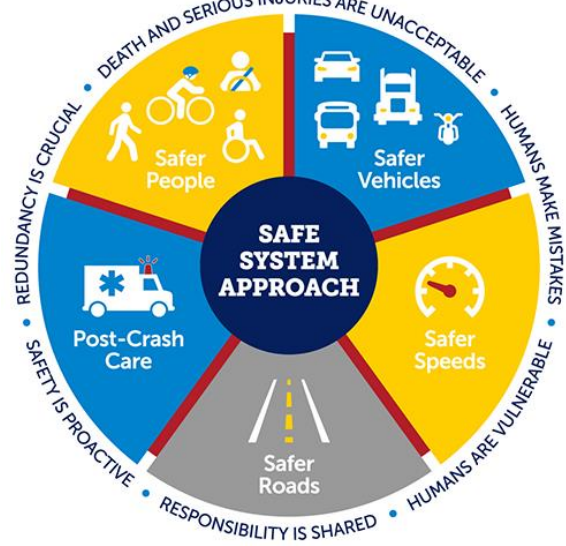 DEATH AND SERIOUS INJURIES ARE UNACCEPTABLE
HUMANS MAKE MISTAKES
HUMANS ARE VULNERABLE
RESPONSIBILITY IS SHARED
SAFETY IS PROACTIVE
REDUNDANCY IS CRUCIAL
Safer
People
Safer
Vehicles
SAFE
SYSTEM
APPROACH
Post-Crash
Care
Safer
Speeds
Safer
Roads